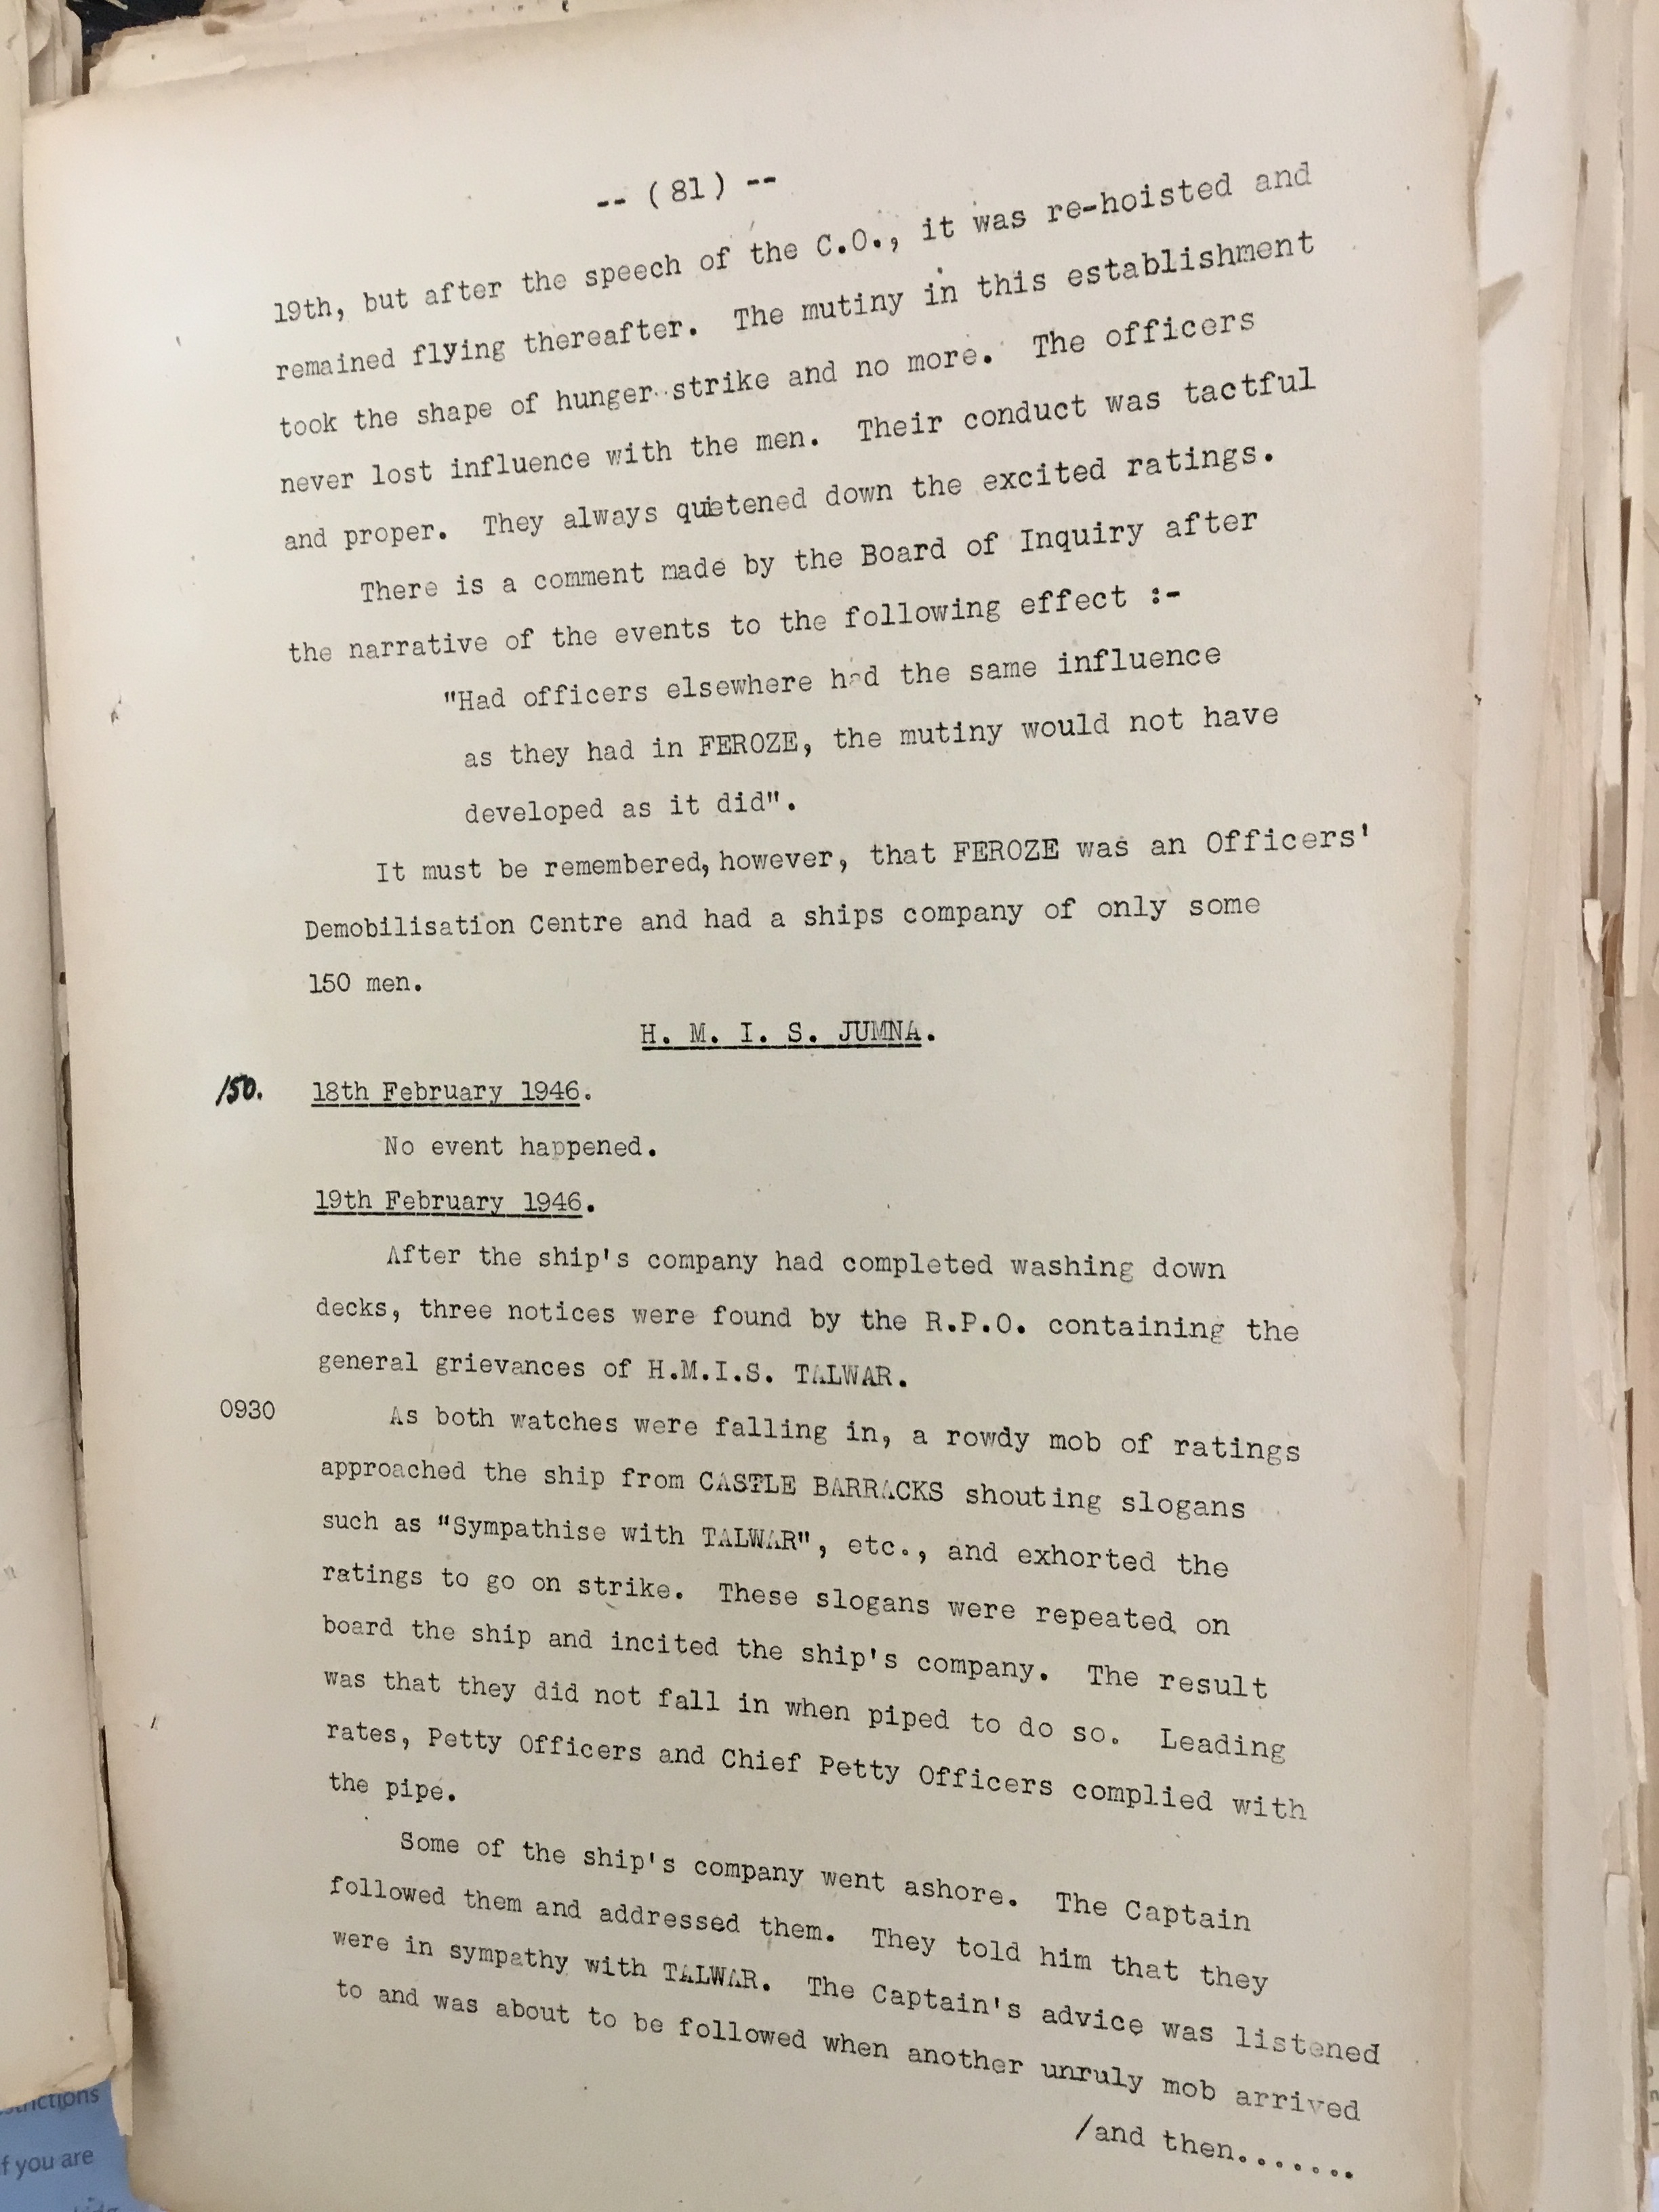 -- (81) --
19th, but after the speech of the C.O., it was re-hoisted and
remained flying thereafter. The mutiny in this establishment
took the shape of hunger strike and no more. The officers
never lost influence with the men. Their conduct was tactful
and proper. They always quietened down the excited ratings.
There is a comment made by the Board of Inquiry after
the narrative of the events to the following effect :-
"Had officers elsewhere had the same influence
as they had in FEROZE, the mutiny would not have
developed as it did".
It must be remembered, however, that FEROZE was an Officers'
Demobilisation Centre and had a ships company of only some
150 men.
H. M. I. S. JUMNA.
150. 18th February 1946.
No event happened.
19th February 1946.
After the ship's company had completed washing down
decks, three notices were found by the R.P.O. containing the
general grievances of H.M.I.S. TALWAR.
0930 As both watches were falling in, a rowdy mob of ratings
approached the ship from CASTLE BARRACKS shouting slogans
such as "Sympathise with TALWAR", etc., and exhorted the
ratings to go on strike. These slogans were repeated on
board the ship and incited the ship's company. The result
was that they did not fall in when piped to do so. Leading
rates, Petty Officers and Chief Petty Officers complied with
the pipe.
Some of the ship's company went ashore. The Captain
followed them and addressed them. They told him that they
were in sympathy with TALWAR. The Captain's advice was listened
to and was about to be followed when another unruly mob arrived
/and then.......
f you are